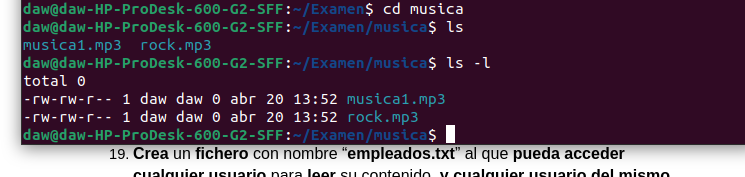 daw@daw-HP-ProDesk-600-G2-SFF:~/Examen$ cd musica
daw@daw-HP-ProDesk-600-G2-SFF:~/Examen/musica$ ls
musica1.mp3  rock.mp3
daw@daw-HP-ProDesk-600-G2-SFF:~/Examen/musica$ ls -l
total 0
-rw-rw-r-- 1 daw daw 0 abr 20 13:52 musica1.mp3
-rw-rw-r-- 1 daw daw 0 abr 20 13:52 rock.mp3
daw@daw-HP-ProDesk-600-G2-SFF:~/Examen/musica$
19. Crea un fichero con nombre “empleados.txt” al que pueda acceder
cualquier usuario para leer su contenido, y cualquier usuario del mismo